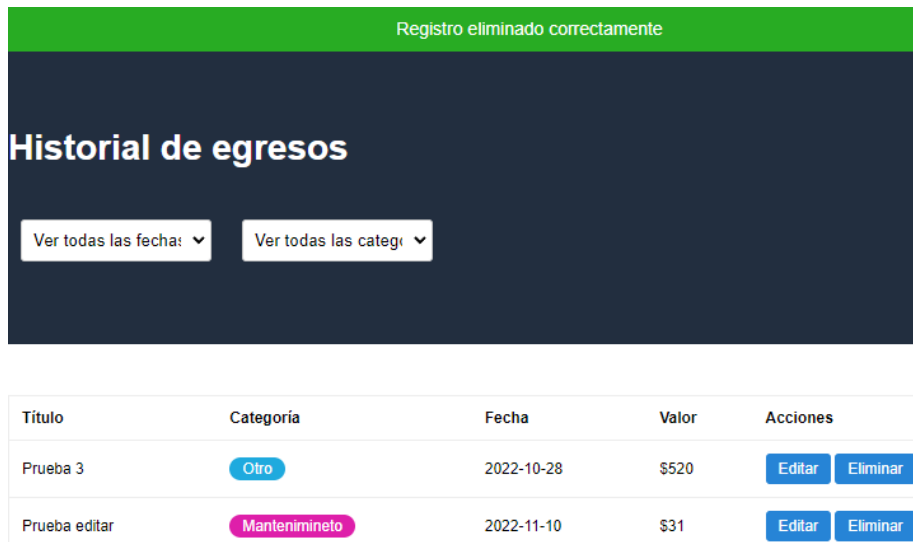 Registro eliminado correctamente
Historial de egresos
Ver todas las fechas Ver todas las catego
Título Categoría Fecha Valor Acciones
Prueba 3 Otro 2022-10-28 $520 Editar Eliminar
Prueba editar Mantenimineto 2022-11-10 $31 Editar Eliminar